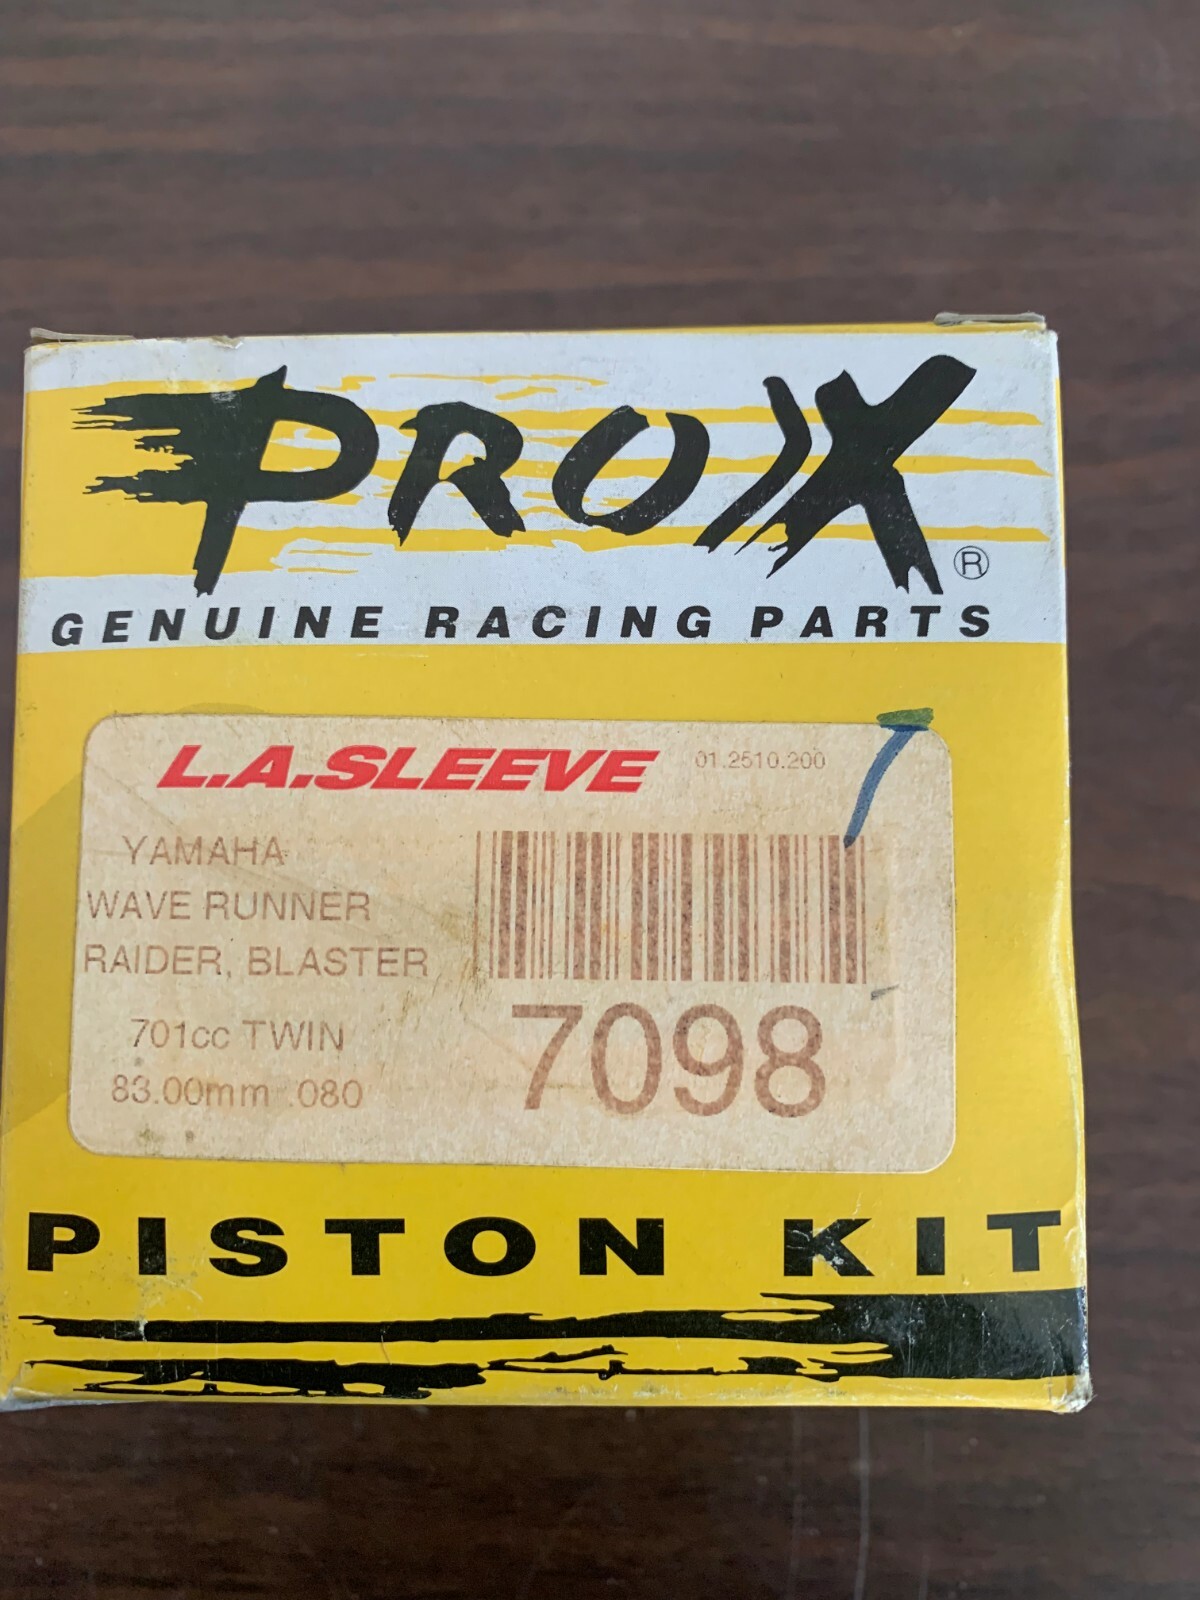 PROX ®
GENUINE RACING PARTS
L.A.SLEEVE 01.2510.200
YAMAHA
WAVE RUNNER
RAIDER, BLASTER
701cc TWIN
83.00mm .080
7098
PISTON KIT